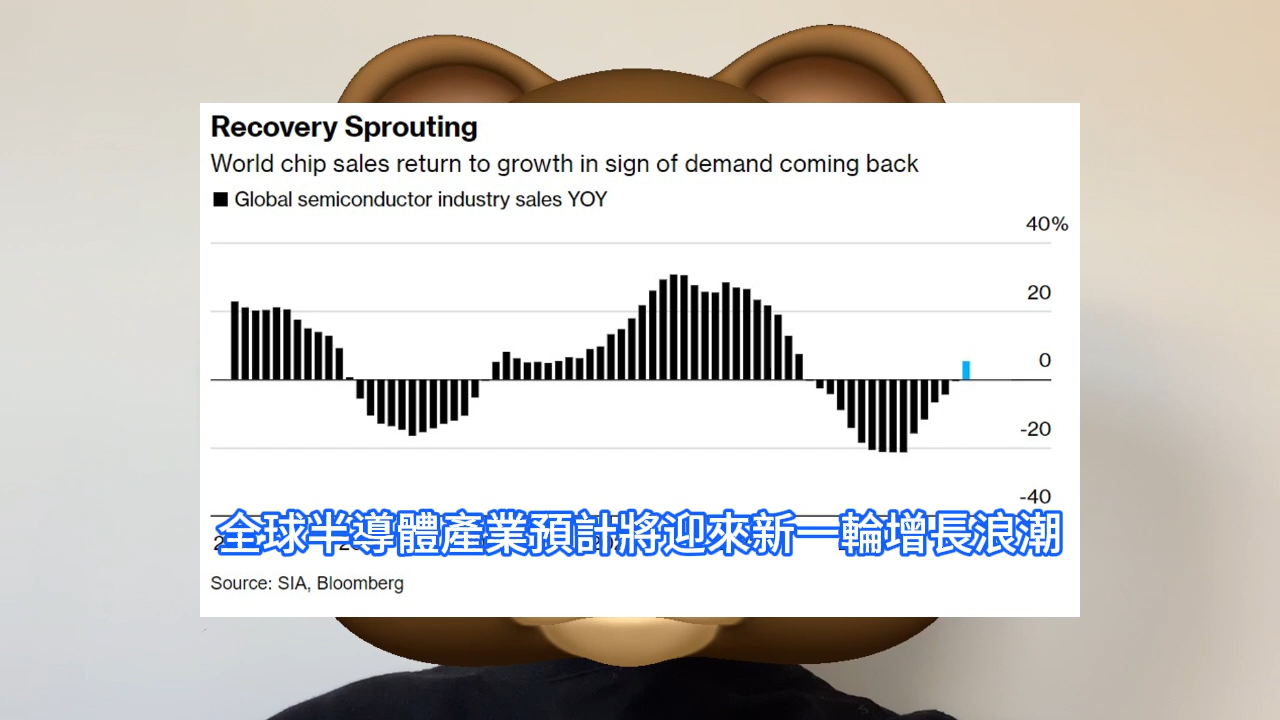 Recovery Sprouting
World chip sales return to growth in sign of demand coming back
Global semiconductor industry sales YOY
40%
20
0
-20
-40
全球半導體產業預計將迎來新一輪增長浪潮
Source: SIA, Bloomberg